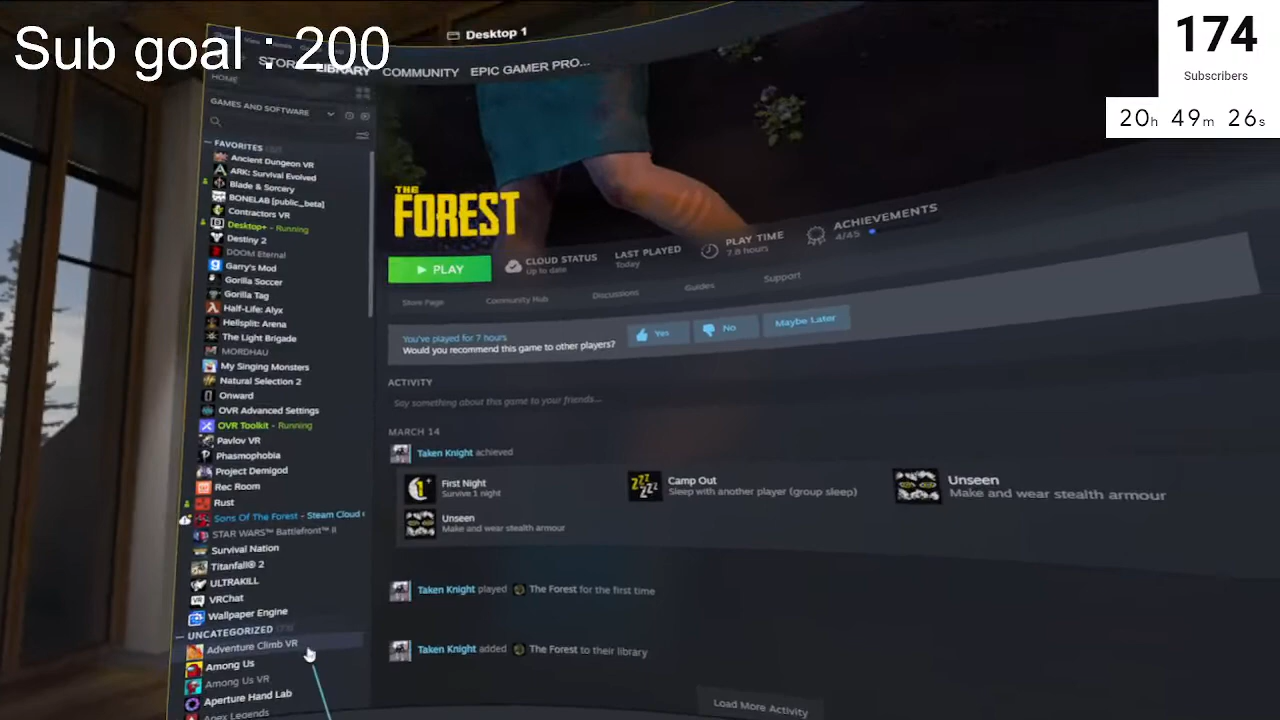 Sub goal : 200
174
Subscribers
20h 49m 26s
Desktop 1
LIBRARY COMMUNITY EPIC GAMER PRO...
HOME
GAMES AND SOFTWARE
FAVORITES
Ancient Dungeon VR
ARK: Survival Evolved
Blade & Sorcery
BONELAB [public_beta]
Contractors VR
Desktop+ - Running
Destiny 2
DOOM Eternal
Garry's Mod
Gorilla Soccer
Gorilla Tag
Half-Life: Alyx
Hellsplit: Arena
The Light Brigade
MORDHAU
My Singing Monsters
Natural Selection 2
Onward
OVR Advanced Settings
OVR Toolkit - Running
Pavlov VR
Phasmophobia
Project Demigod
Rec Room
Rust
Sons Of The Forest - Steam Cloud
STAR WARS™ Battlefront™ II
Survival Nation
Titanfall® 2
ULTRAKILL
VRChat
Wallpaper Engine
UNCATEGORIZED
Adventure Climb VR
Among Us
Among Us VR
Aperture Hand Lab
Apex Legends
THE
FOREST
PLAY
CLOUD STATUS
Up to date
LAST PLAYED
Today
PLAY TIME
7.8 hours
ACHIEVEMENTS
4/45
Store Page Community Hub Discussions Guides Support
You've played for 7 hours
Would you recommend this game to other players?
Yes No Maybe Later
ACTIVITY
Say something about this game to your friends...
MARCH 14
Taken Knight achieved
First Night
Survive 1 night
Camp Out
Sleep with another player (group sleep)
Unseen
Make and wear stealth armour
Unseen
Make and wear stealth armour
Taken Knight played The Forest for the first time
Taken Knight added The Forest to their library
Load More Activity